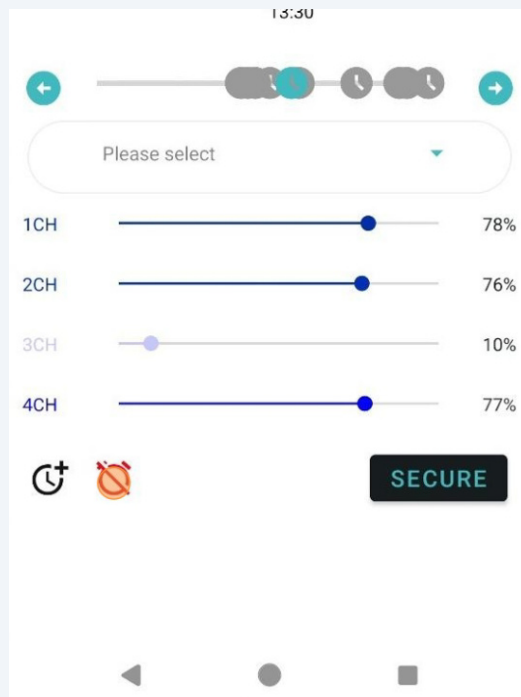 13:30
Please select
1CH 78%
2CH 76%
3CH 10%
4CH 77%
SECURE